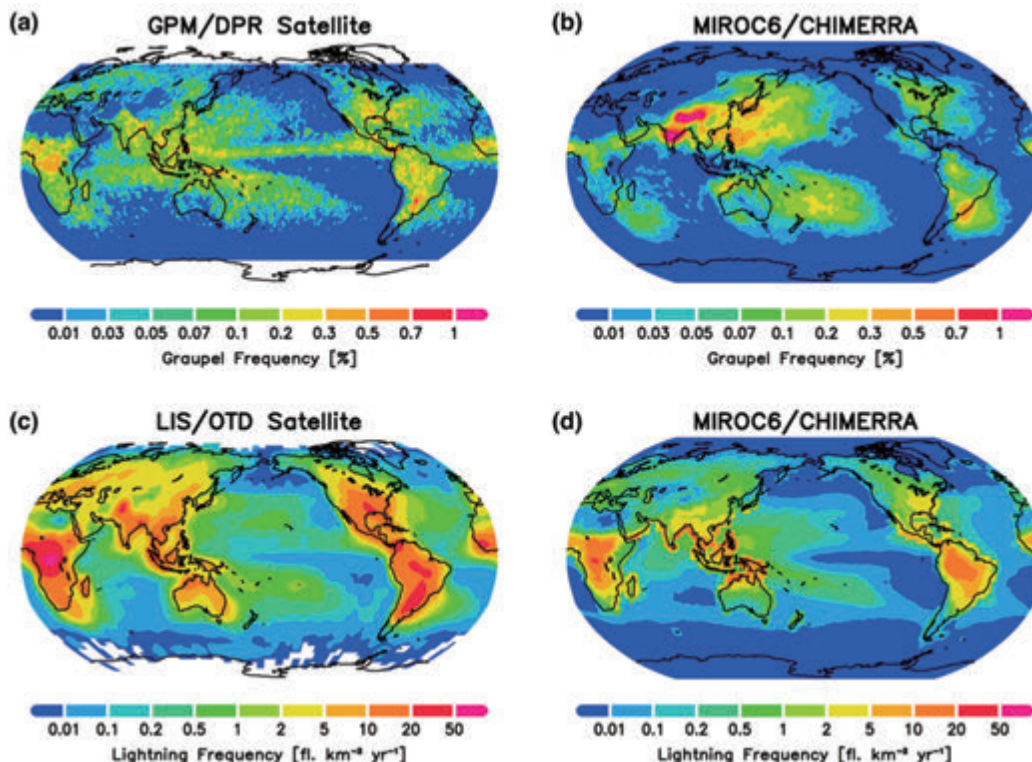 (a) GPM/DPR Satellite
(b) MIROC6/CHIMERRA
0.01 0.03 0.05 0.07 0.1 0.2 0.3 0.5 0.7 1
Graupel Frequency [%]
0.01 0.03 0.05 0.07 0.1 0.2 0.3 0.5 0.7 1
Graupel Frequency [%]
(c) LIS/OTD Satellite
(d) MIROC6/CHIMERRA
0.01 0.1 0.2 0.5 1 2 5 10 20 50
Lightning Frequency [fl. km⁻² yr⁻¹]
0.01 0.1 0.2 0.5 1 2 5 10 20 50
Lightning Frequency [fl. km⁻² yr⁻¹]